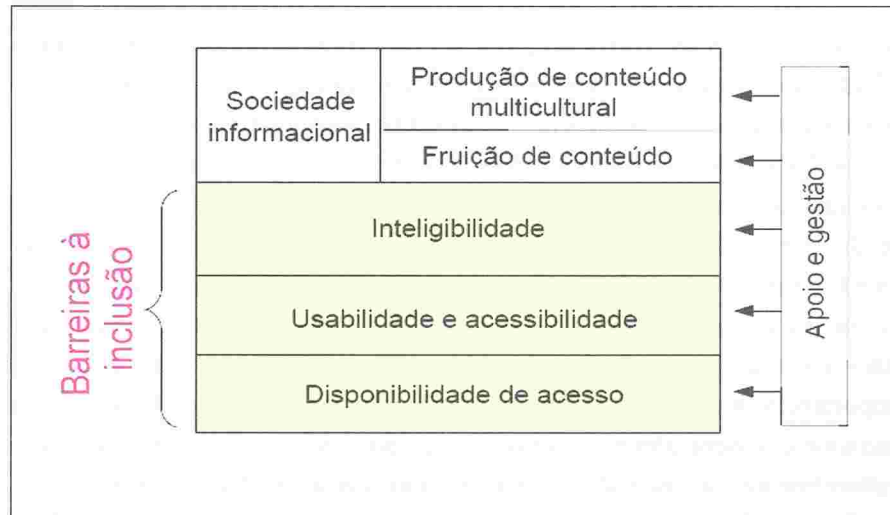 Sociedade
informacional
Produção de conteúdo
multicultural
Fruição de conteúdo
Inteligibilidade
Usabilidade e acessibilidade
Disponibilidade de acesso
Barreiras à
inclusão
Apoio e gestão